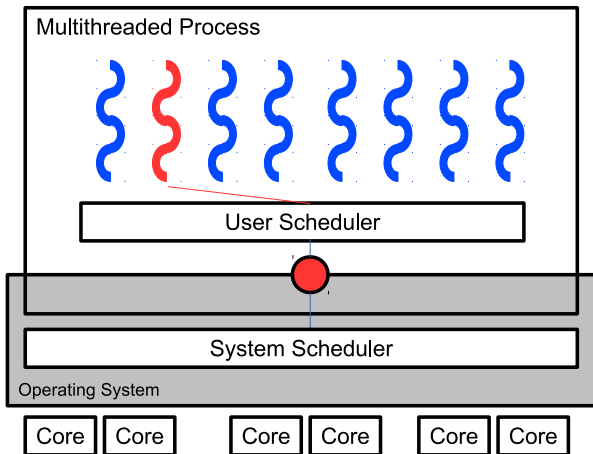 Multithreaded Process
User Scheduler
System Scheduler
Operating System
Core Core Core Core Core Core